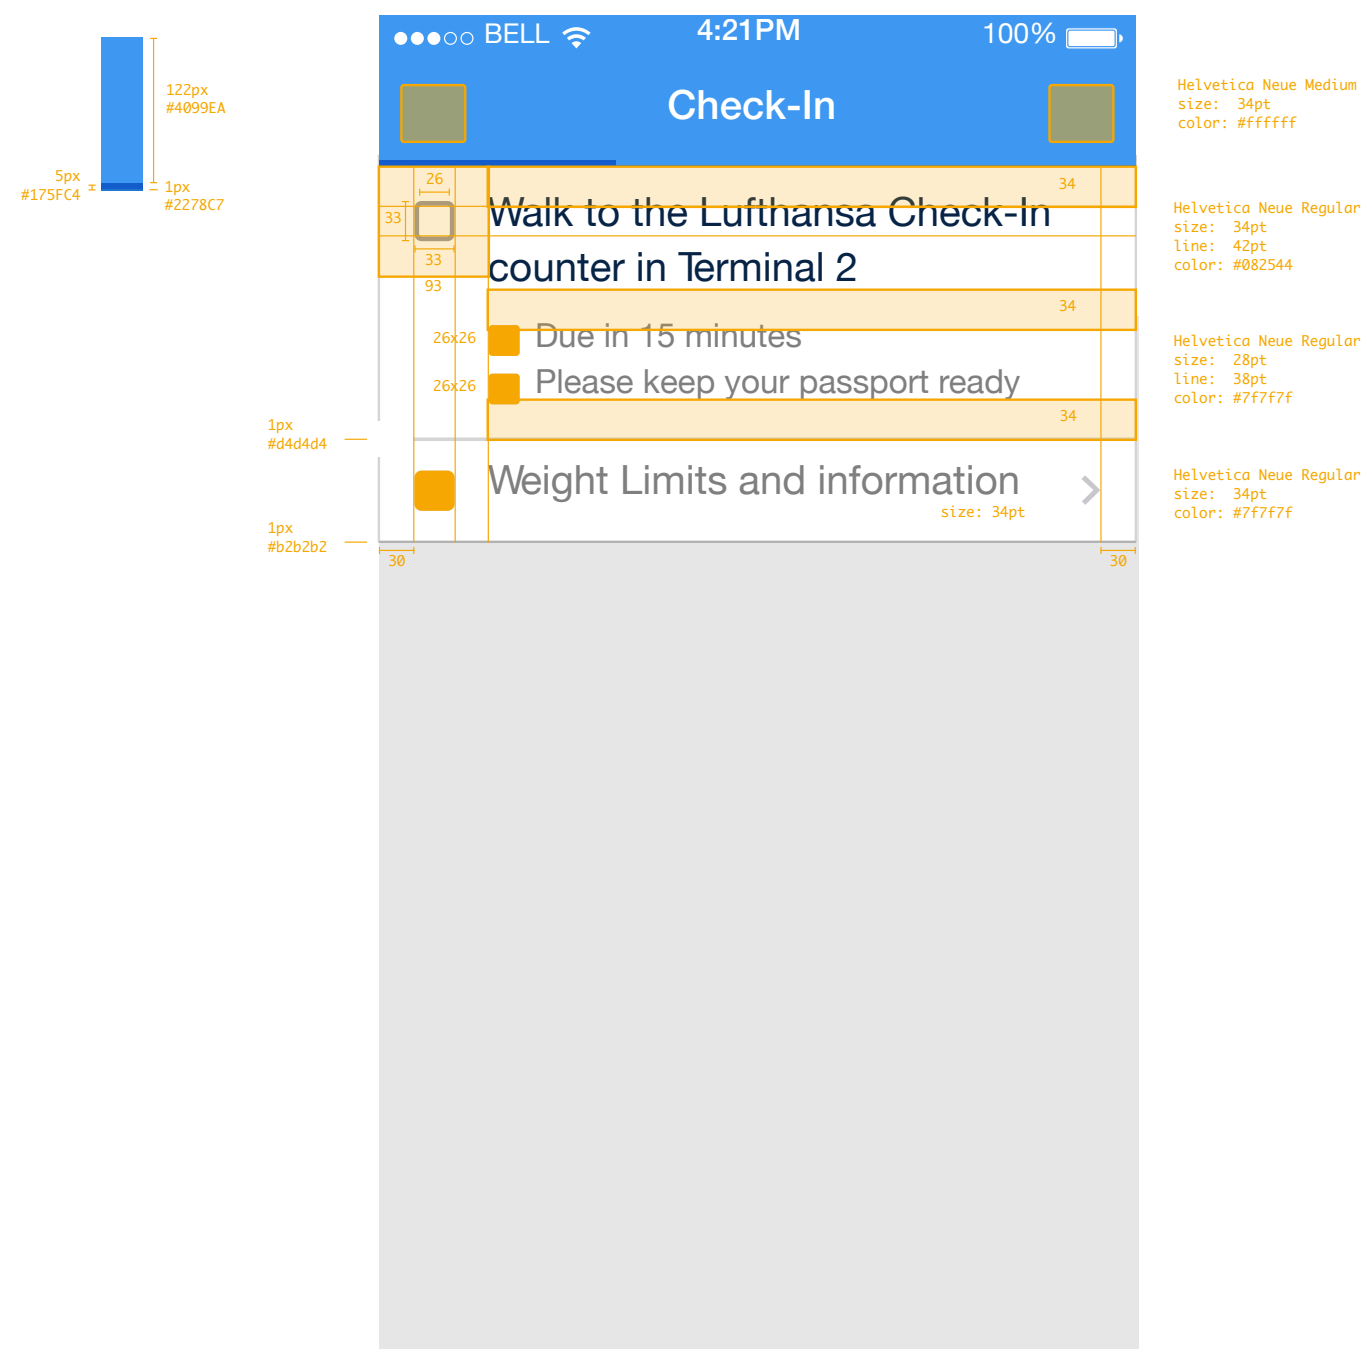 BELL
4:21PM
100%
Check-In
122px
#4099EA
5px
#175FC4
1px
#2278C7
Helvetica Neue Medium
size: 34pt
color: #ffffff
26
34
33
Walk to the Lufthansa Check-In
33
counter in Terminal 2
93
Helvetica Neue Regular
size: 34pt
line: 42pt
color: #082544
34
26x26
Due in 15 minutes
26x26
Please keep your passport ready
34
Helvetica Neue Regular
size: 28pt
line: 38pt
color: #7f7f7f
1px
#d4d4d4
Weight Limits and information
size: 34pt
Helvetica Neue Regular
size: 34pt
color: #7f7f7f
1px
#b2b2b2
30
30